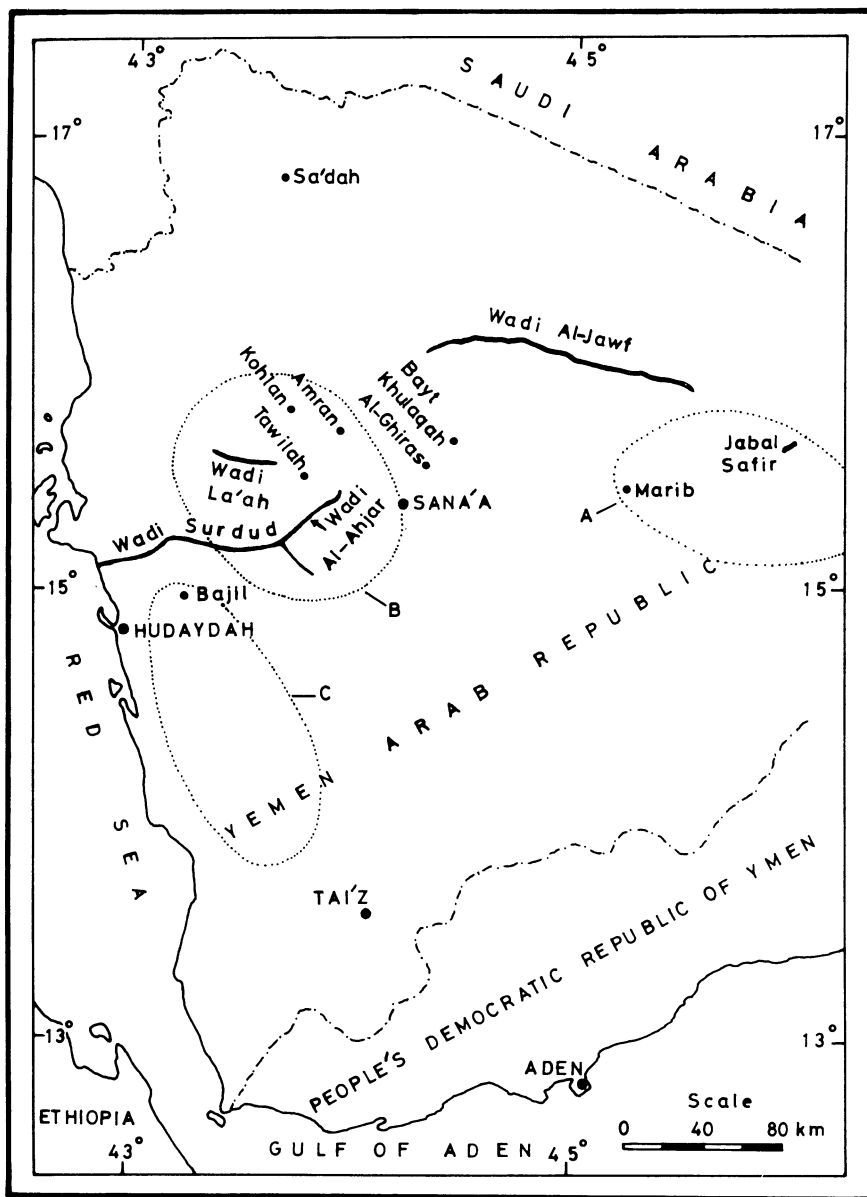 43° 45°
SAUDI ARABIA
17° 17°
Sa'dah
Wadi Al-Jawf
Kohlan
Amran
Tawilah
Bayt
Khulaqah
Al-Ghiras
Jabal
Safir
Wadi
La'ah
Marib
A
SANA'A
Wadi Surdud
Wadi
Al-Ahjar
15° 15°
Bajil
B
HUDAYDAH
C
RED SEA
YEMEN ARAB REPUBLIC
TAI'Z
PEOPLE'S DEMOCRATIC REPUBLIC OF YMEN
13° 13°
ADEN
Scale
0 40 80 km
ETHIOPIA
43° 45°
GULF OF ADEN